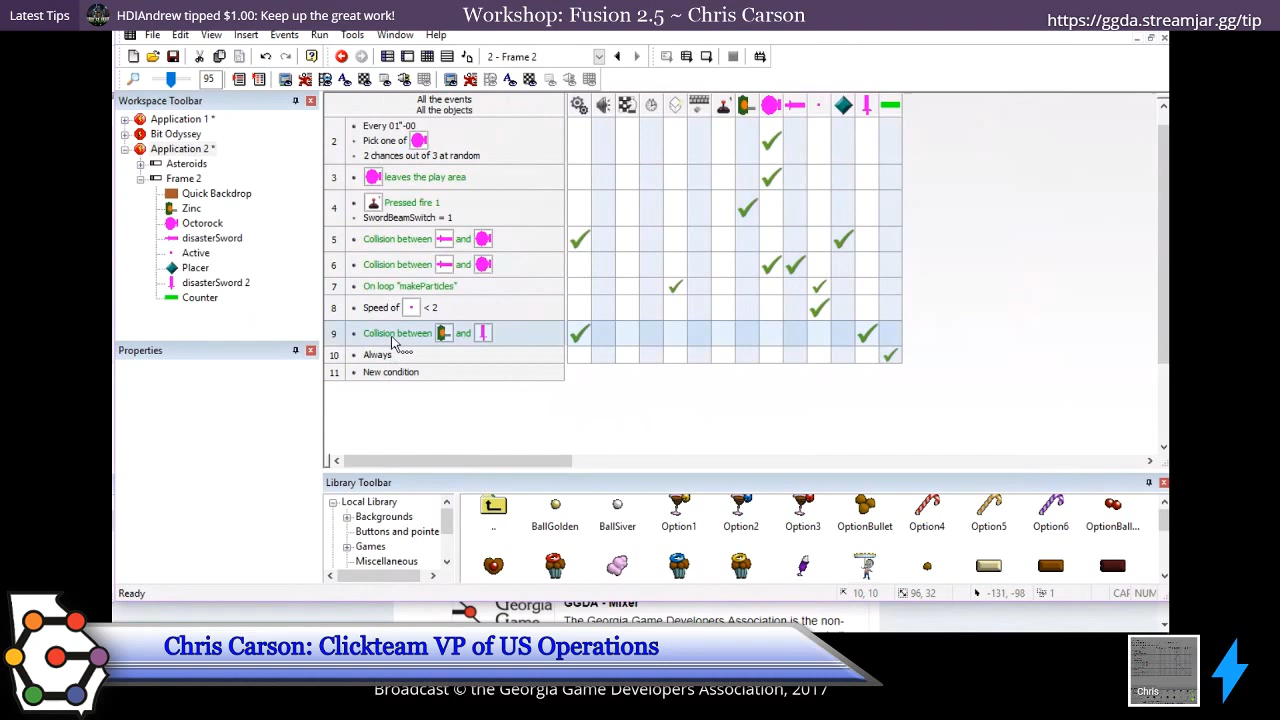 Latest Tips
HDIAndrew tipped $1.00: Keep up the great work!
Workshop: Fusion 2.5 ~ Chris Carson
https://ggda.streamjar.gg/tip
File Edit View Insert Events Run Tools Window Help
2 - Frame 2
95
Workspace Toolbar
Application 1 *
Bit Odyssey
Application 2 *
Asteroids
Frame 2
Quick Backdrop
Zinc
Octorock
disasterSword
Active
Placer
disasterSword 2
Counter
Properties
All the events
All the objects
2
Every 01"-00
Pick one of
2 chances out of 3 at random
3
leaves the play area
4
Pressed fire 1
SwordBeamSwitch = 1
5
Collision between and
6
Collision between and
7
On loop "makeParticles"
8
Speed of < 2
9
Collision between and
10
Always
11
New condition
Library Toolbar
Local Library
Backgrounds
Buttons and pointe
Games
Miscellaneous
..
BallGolden
BallSiver
Option1
Option2
Option3
OptionBullet
Option4
Option5
Option6
OptionBall...
Ready
10, 10
96, 32
-131, -98
1
CAP NUM
Georgia
Game
GGDA - Mixer
The Georgia Game Developers Association is the non-
Chris Carson: Clickteam VP of US Operations
Broadcast © the Georgia Game Developers Association, 2017
Chris